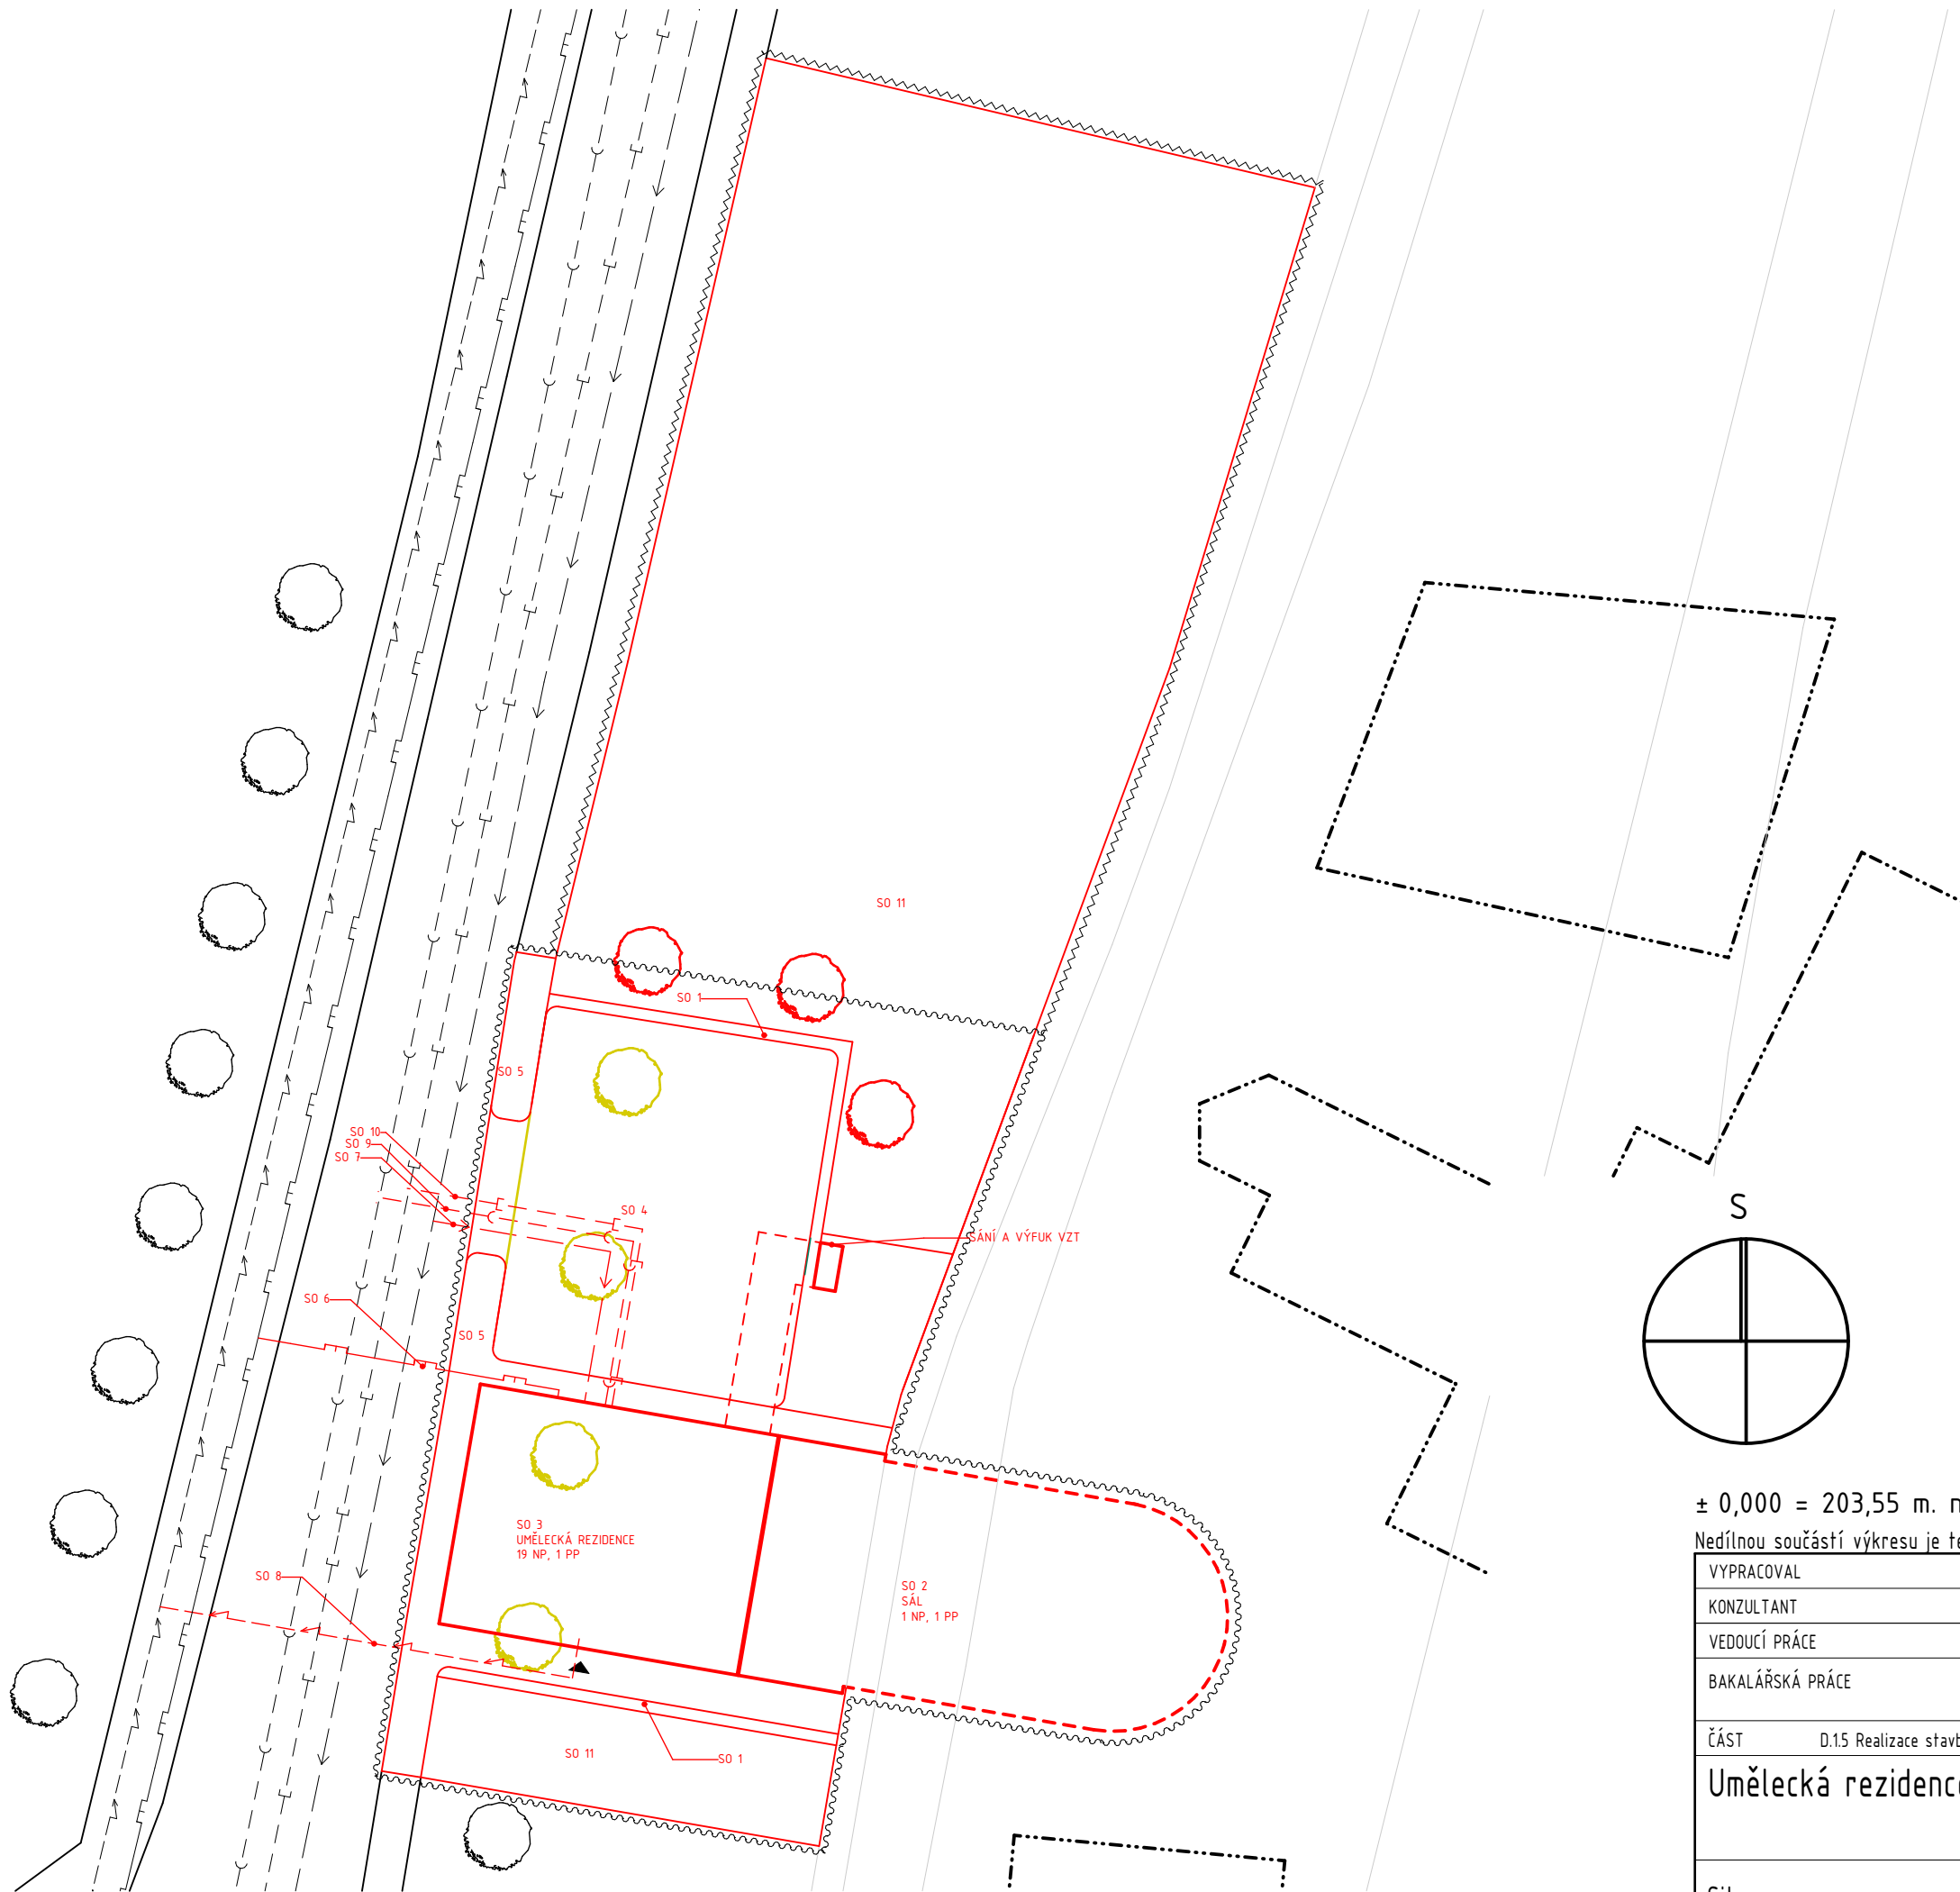 SO 11
SO 1
SO 5
SO 10
SO 9
SO 7
SO 4
SÁNÍ A VÝFUK VZT
SO 6
SO 5
SO 3
UMĚLECKÁ REZIDENCE
19 NP, 1 PP
SO 8
SO 2
SÁL
1 NP, 1 PP
SO 11
SO 1
S
± 0,000 = 203,55 m. n
Nedílnou součástí výkresu je te
VYPRACOVAL
KONZULTANT
VEDOUCÍ PRÁCE
BAKALÁŘSKÁ PRÁCE
ČÁST D.1.5 Realizace stavb
Umělecká rezidence